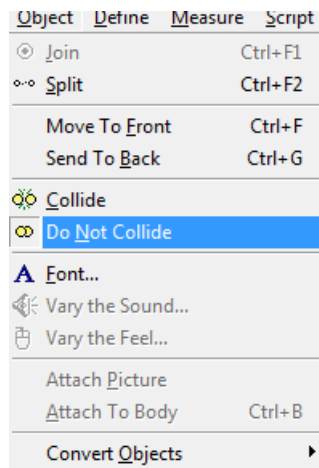 Object Define Measure Script
Join Ctrl+F1
Split Ctrl+F2
Move To Front Ctrl+F
Send To Back Ctrl+G
Collide
Do Not Collide
A Font...
Vary the Sound...
Vary the Feel...
Attach Picture
Attach To Body Ctrl+B
Convert Objects